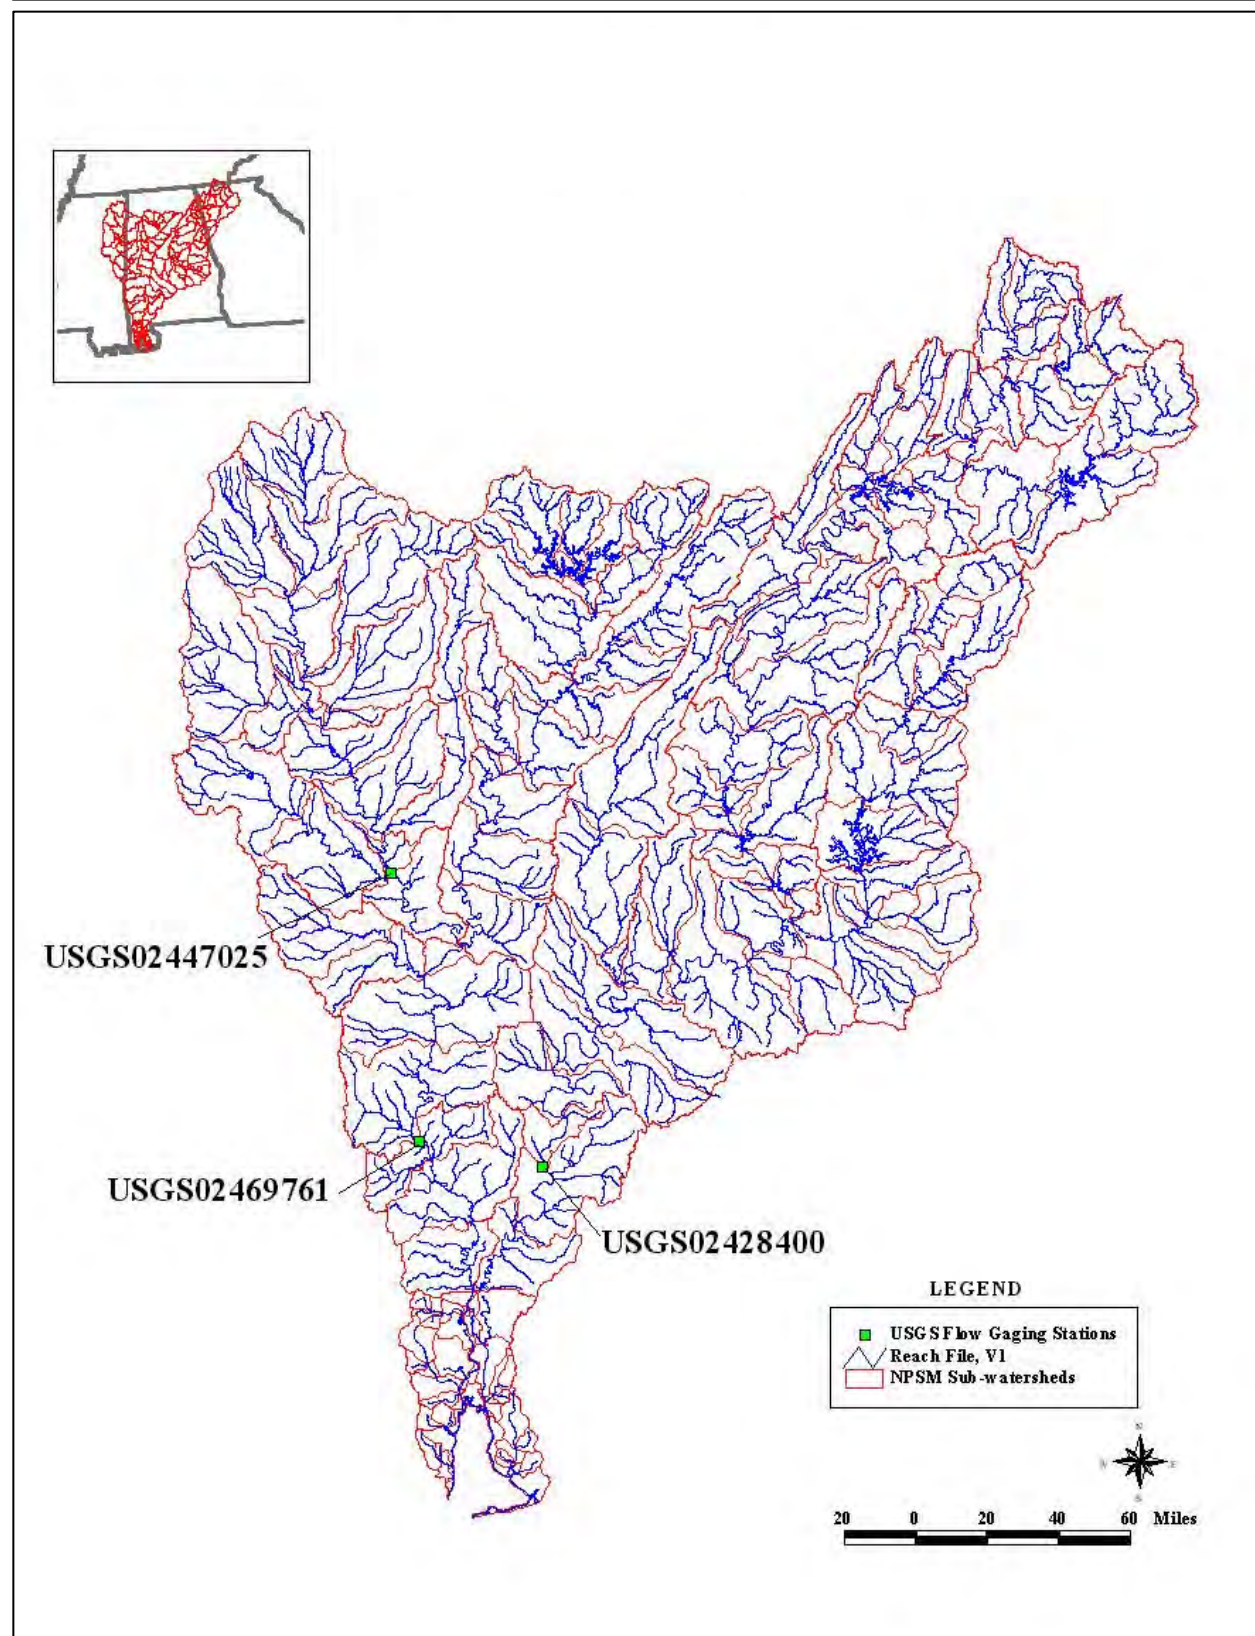 USGS02447025
USGS02469761
USGS02428400
LEGEND
USGS Flow Gaging Stations
Reach File, V1
NPSM Sub-watersheds
N
W E
S
20 0 20 40 60 Miles